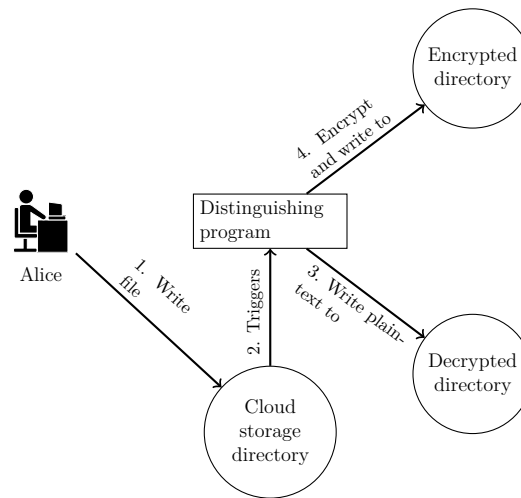 Encrypted
directory
4. Encrypt
and write to
Distinguishing
program
Alice
1. Write
file
2. Triggers
3. Write plain-
text to
Decrypted
directory
Cloud
storage
directory